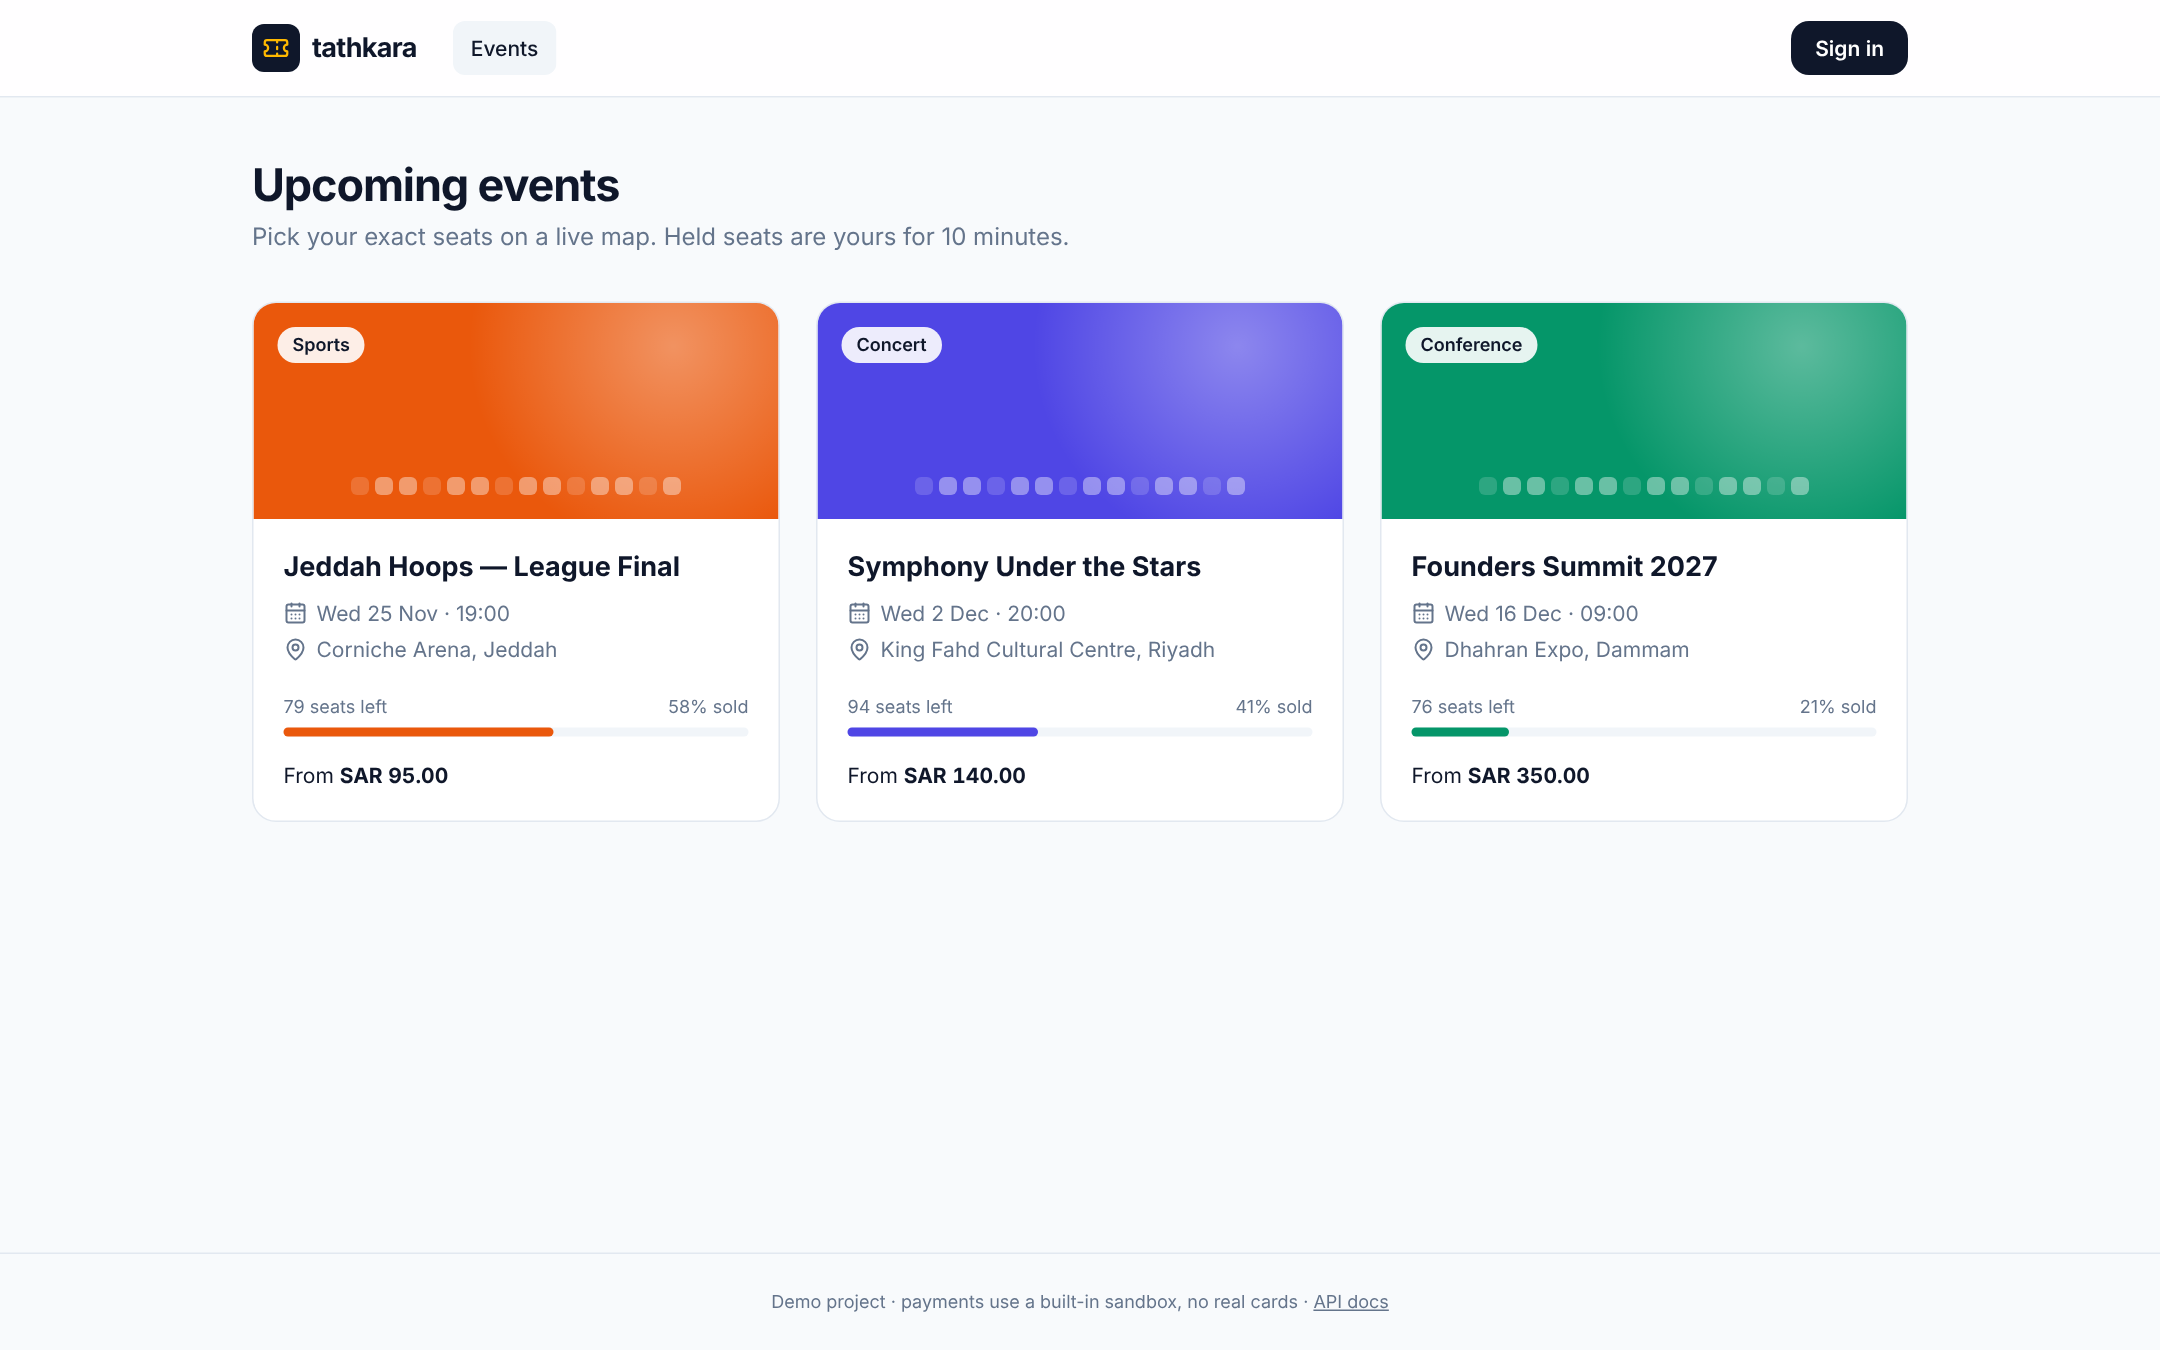 tathkara
Events
Sign in
Upcoming events
Pick your exact seats on a live map. Held seats are yours for 10 minutes.
Sports
Jeddah Hoops — League Final
Wed 25 Nov · 19:00
Corniche Arena, Jeddah
79 seats left
58% sold
From SAR 95.00
Concert
Symphony Under the Stars
Wed 2 Dec · 20:00
King Fahd Cultural Centre, Riyadh
94 seats left
41% sold
From SAR 140.00
Conference
Founders Summit 2027
Wed 16 Dec · 09:00
Dhahran Expo, Dammam
76 seats left
21% sold
From SAR 350.00
Demo project · payments use a built-in sandbox, no real cards · API docs